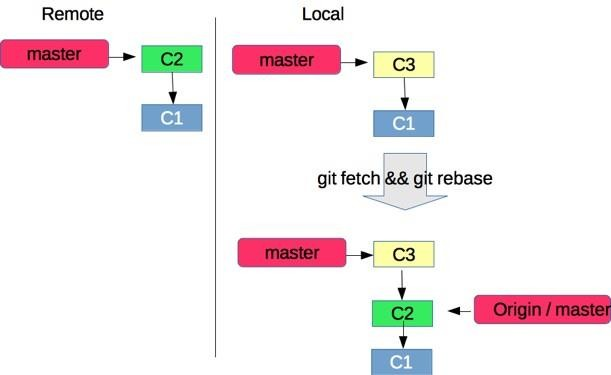 Remote
master
C2
C1
Local
master
C3
C1
git fetch && git rebase
master
C3
C2
Origin / master
C1